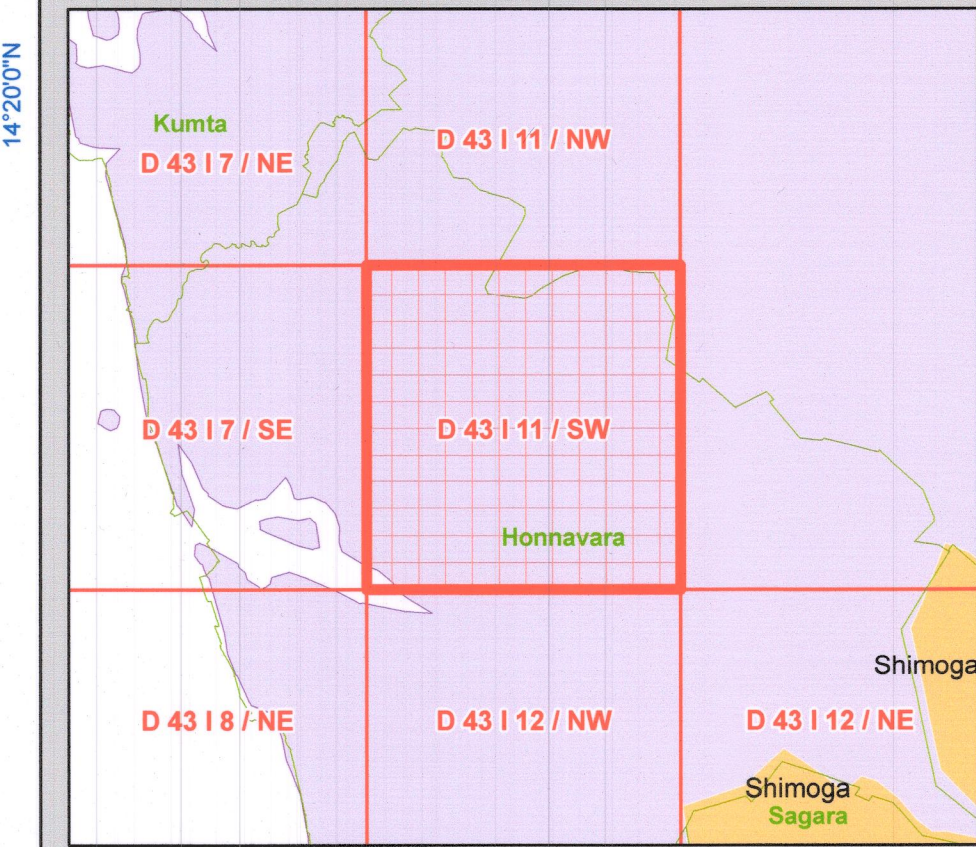 14°20'0"N
Kumta
D 43 I 7 / NE
D 43 I 11 / NW
D 43 I 7 / SE
D 43 I 11 / SW
Honnavara
Shimoga
D 43 I 8 / NE
D 43 I 12 / NW
D 43 I 12 / NE
Shimoga
Sagara